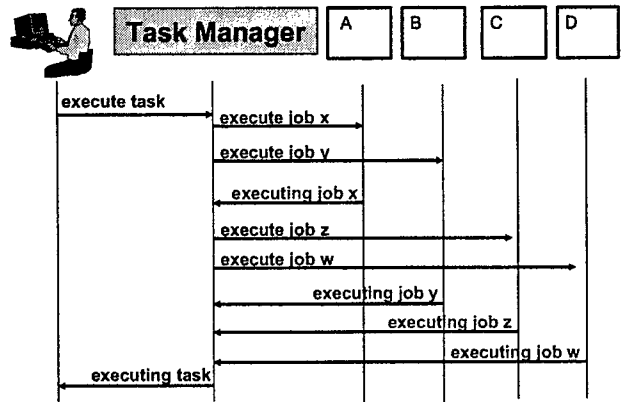 Task Manager
A
B
C
D
execute task
execute job x
execute job y
executing job x
execute job z
execute job w
executing job y
executing job z
executing job w
executing task